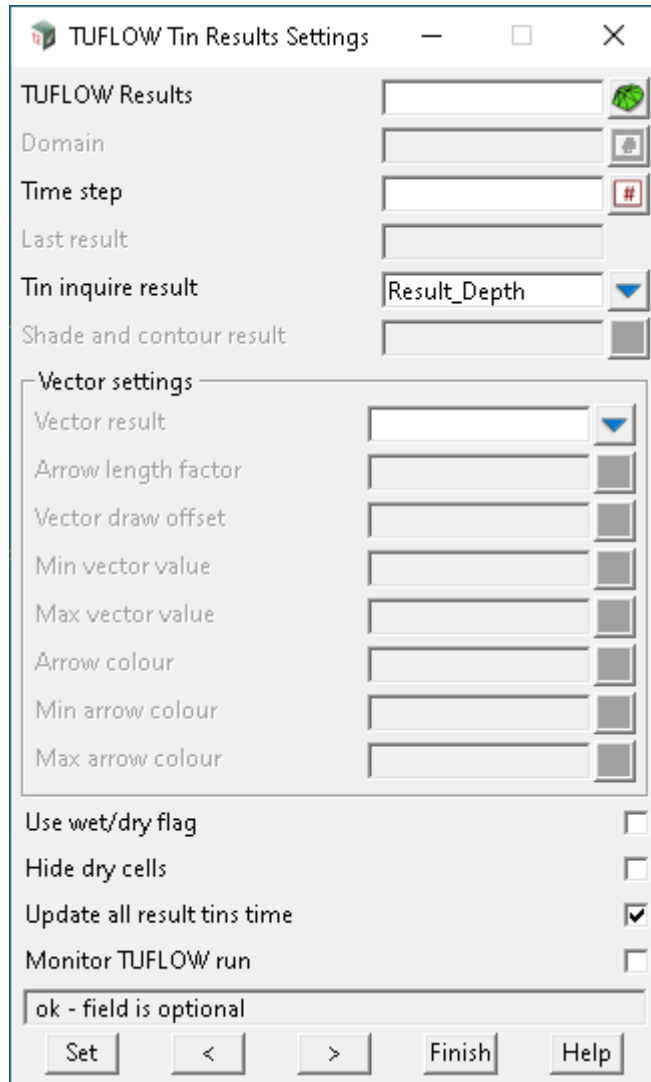 TUFLOW Tin Results Settings
TUFLOW Results
Domain
Time step
#
Last result
Tin inquire result Result_Depth
Shade and contour result
Vector settings
Vector result
Arrow length factor
Vector draw offset
Min vector value
Max vector value
Arrow colour
Min arrow colour
Max arrow colour
Use wet/dry flag
Hide dry cells
Update all result tins time
Monitor TUFLOW run
ok - field is optional
Set < > Finish Help